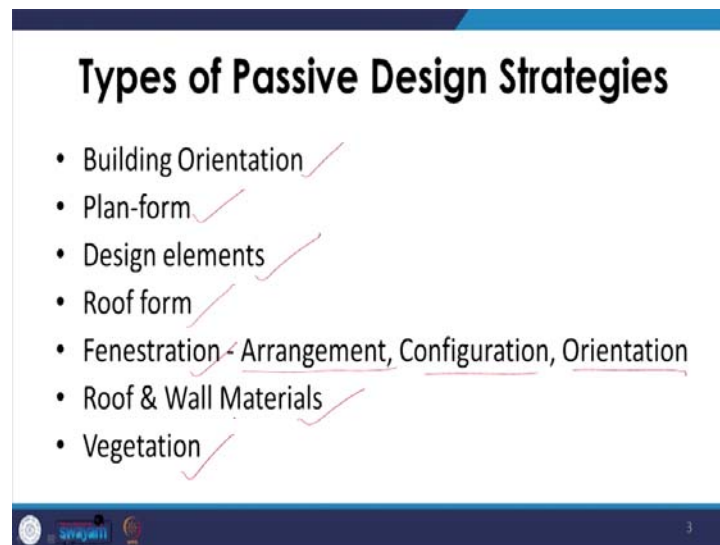 Types of Passive Design Strategies
• Building Orientation
• Plan-form
• Design elements
• Roof form
• Fenestration - Arrangement, Configuration, Orientation
• Roof & Wall Materials
• Vegetation
swayam
3